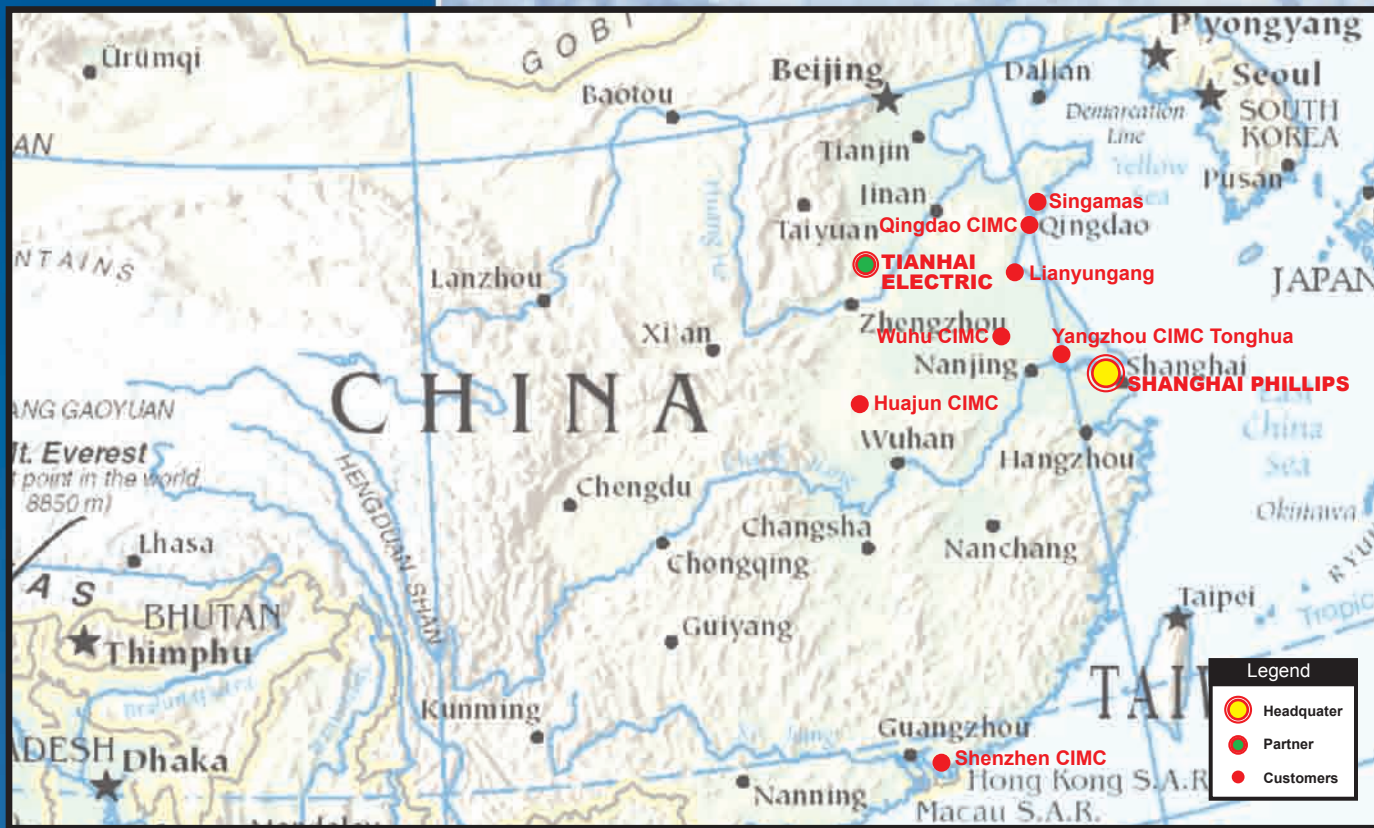 GOBI
P'yongyang
Ürümqi
Beijing
Dalian
Seoul
Baotou
Demarcation
Line
SOUTH
KOREA
AN
Tianjin
Yellow
Sea
Pusan
Jinan
Singamas
Taiyuan
Qingdao CIMC
Qingdao
NTAINS
Lanzhou
TIANHAI
ELECTRIC
Lianyungang
JAPAN
Zhengzhou
Xi'an
Wuhu CIMC
Yangzhou CIMC Tonghua
Nanjing
Shanghai
SHANGHAI PHILLIPS
CHINA
ANG GAOYUAN
Huajun CIMC
East
China
Sea
Wuhan
Hangzhou
Mt. Everest
t point in the world,
8850 m)
HENGDUAN SHAN
Chengdu
Okinawa
Lhasa
Changsha
Nanchang
Chongqing
RYU
AS
BHUTAN
Thimphu
Guiyang
Taipei
Tropic
Kunming
TAIW
Legend
Headquater
Partner
Customers
ADESH
Dhaka
Guangzhou
Shenzhen CIMC
Hong Kong S.A.R
Nanning
Macau S.A.R.
Mandalay